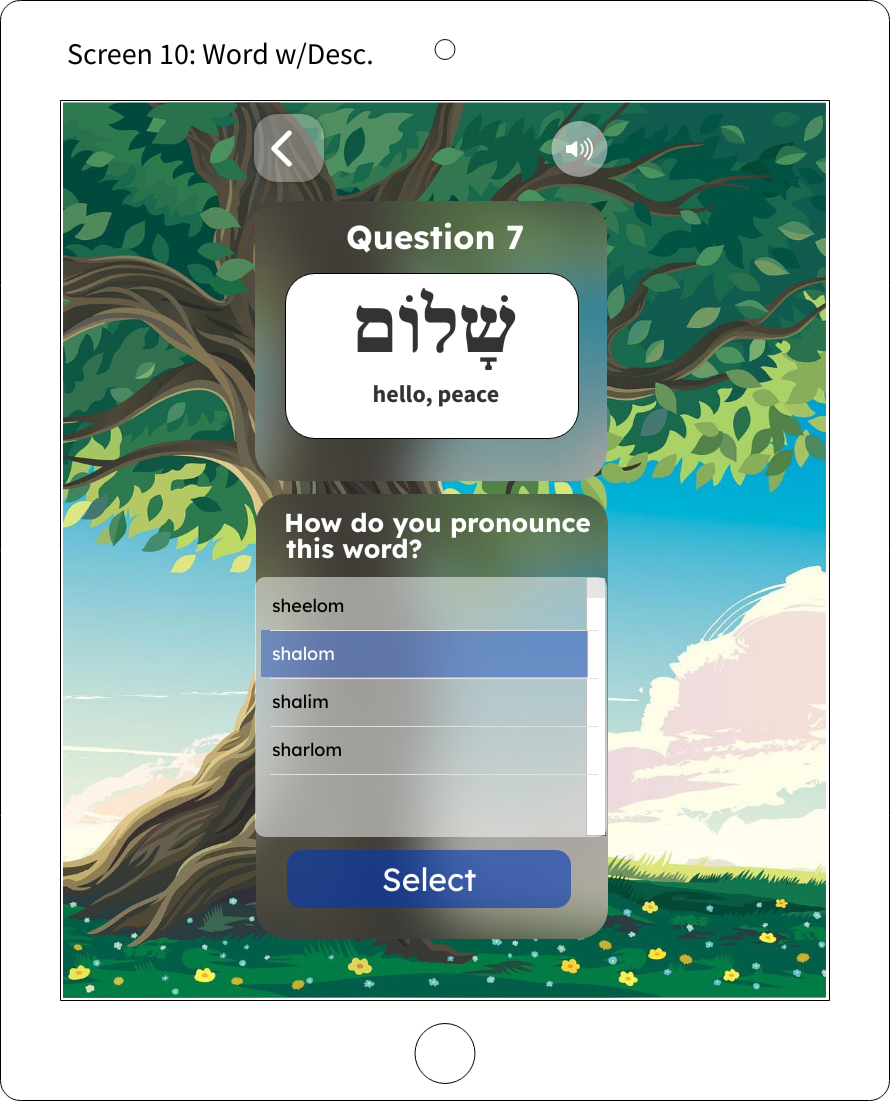 Screen 10: Word w/Desc.
Question 7
שָׁלוֹם
hello, peace
How do you pronounce
this word?
sheelom
shalom
shalim
sharlom
Select